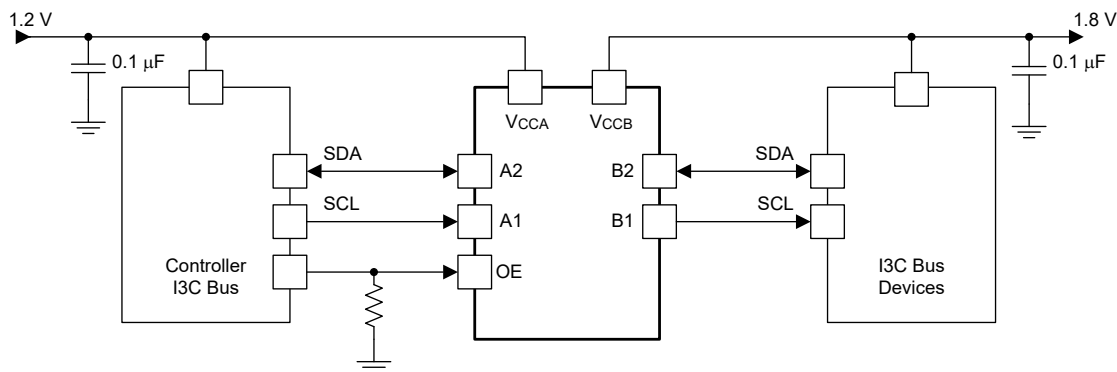 1.2 V
1.8 V
0.1 μF
0.1 μF
VCCA
VCCB
SDA
A2
B2
SDA
SCL
A1
B1
SCL
OE
Controller
I3C Bus
I3C Bus
Devices